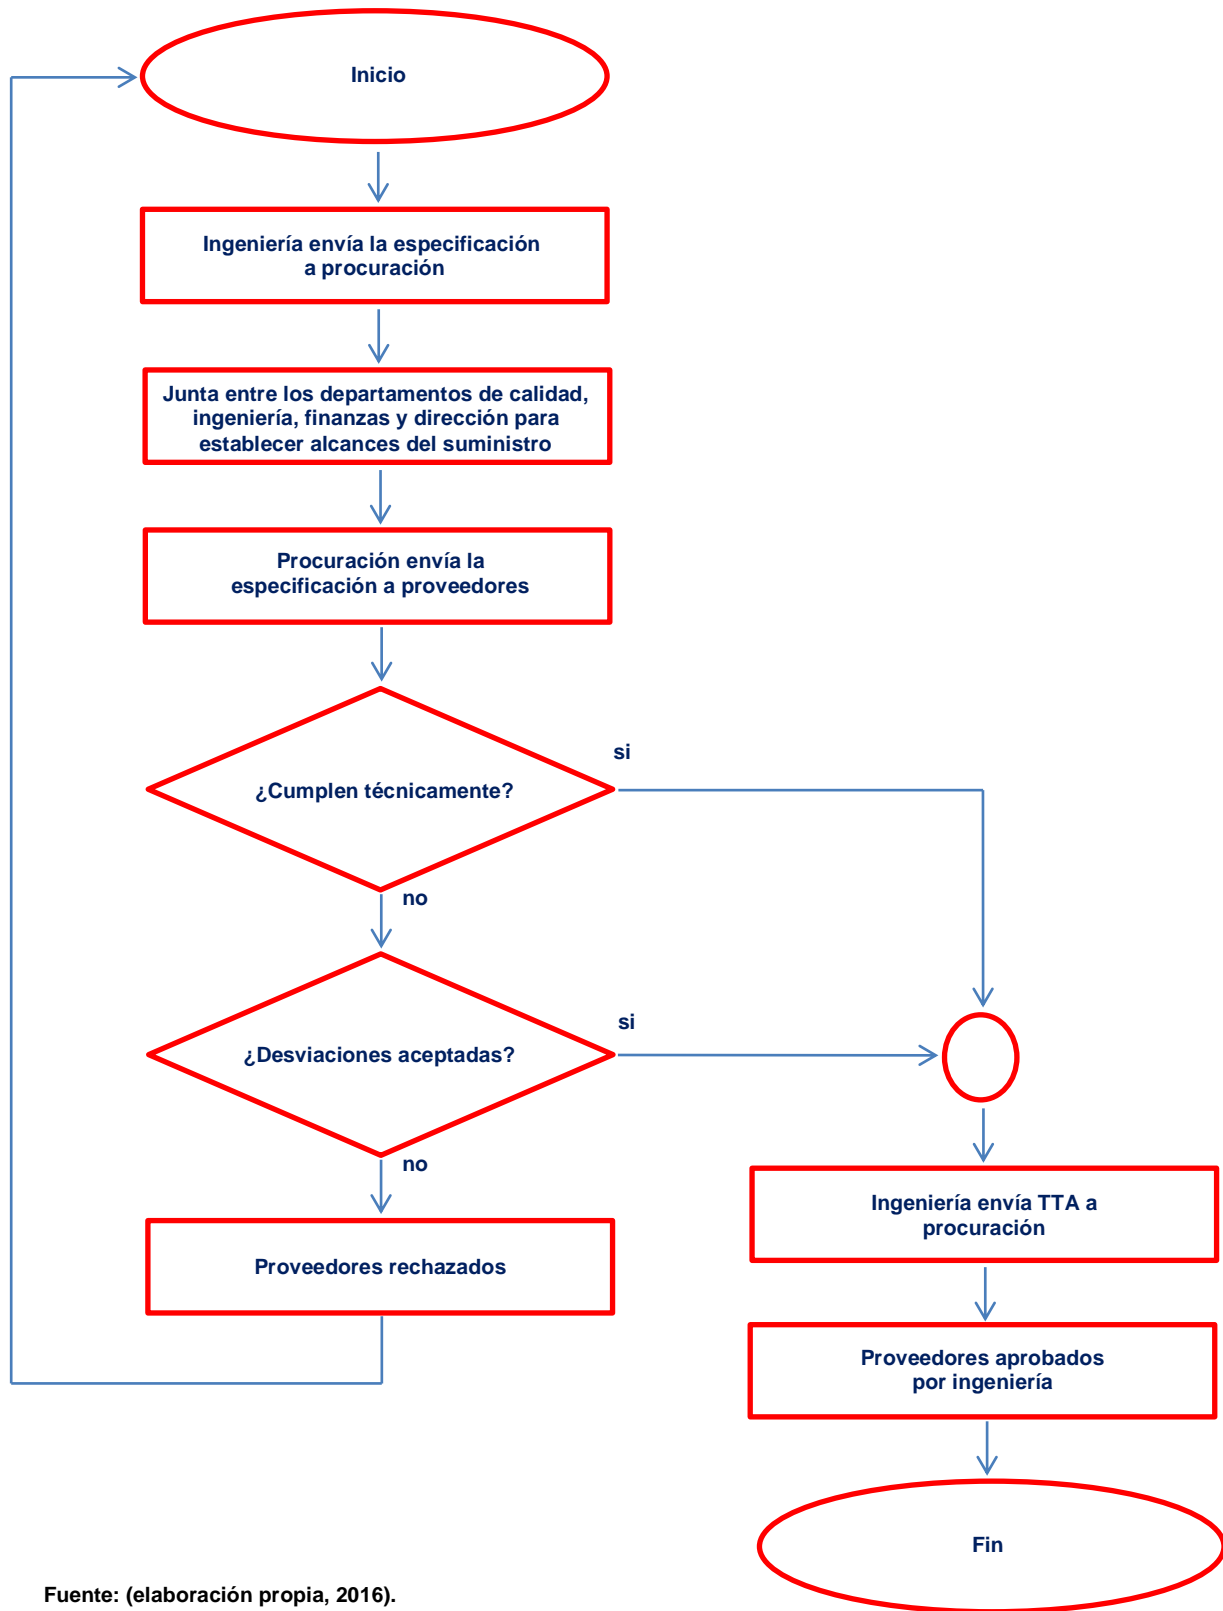 Inicio
Ingeniería envía la especificación
a procuración
Junta entre los departamentos de calidad,
ingeniería, finanzas y dirección para
establecer alcances del suministro
Procuración envía la
especificación a proveedores
si
¿Cumplen técnicamente?
no
si
¿Desviaciones aceptadas?
no
Proveedores rechazados
Ingeniería envía TTA a
procuración
Proveedores aprobados
por ingeniería
Fin
Fuente: (elaboración propia, 2016).